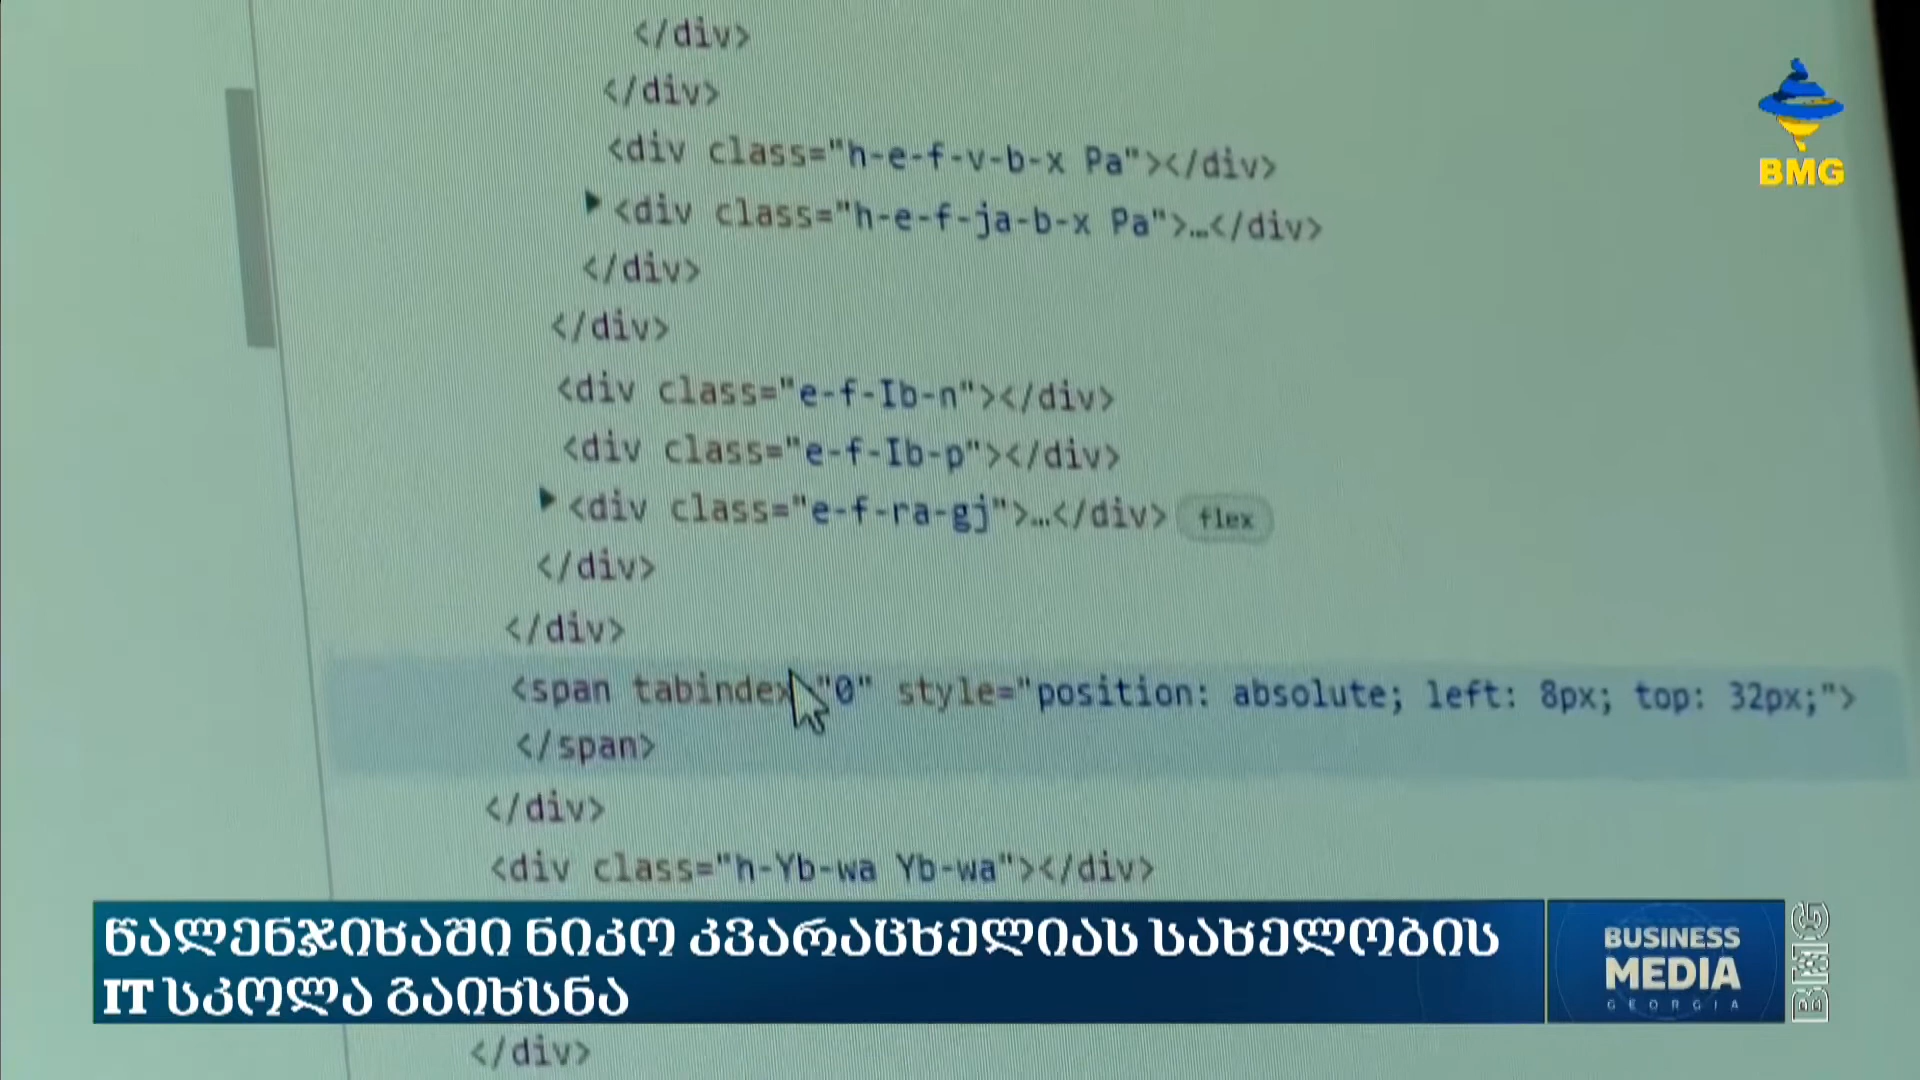 </div>
</div>
<div class="h-e-f-v-b-x Pa"></div>
<div class="h-e-f-ja-b-x Pa">…</div>
</div>
</div>
<div class="e-f-Ib-n"></div>
<div class="e-f-Ib-p"></div>
<div class="e-f-ra-gj">…</div> flex
</div>
</div>
<span tabindex="0" style="position: absolute; left: 8px; top: 32px;">
</span>
</div>
<div class="h-Yb-wa Yb-wa"></div>
</div>
BMG
წალენჯიხაში ნიკო კვარაცხელიას სახელობის
IT სკოლა გაიხსნა
BUSINESS
MEDIA
GEORGIA
BMG